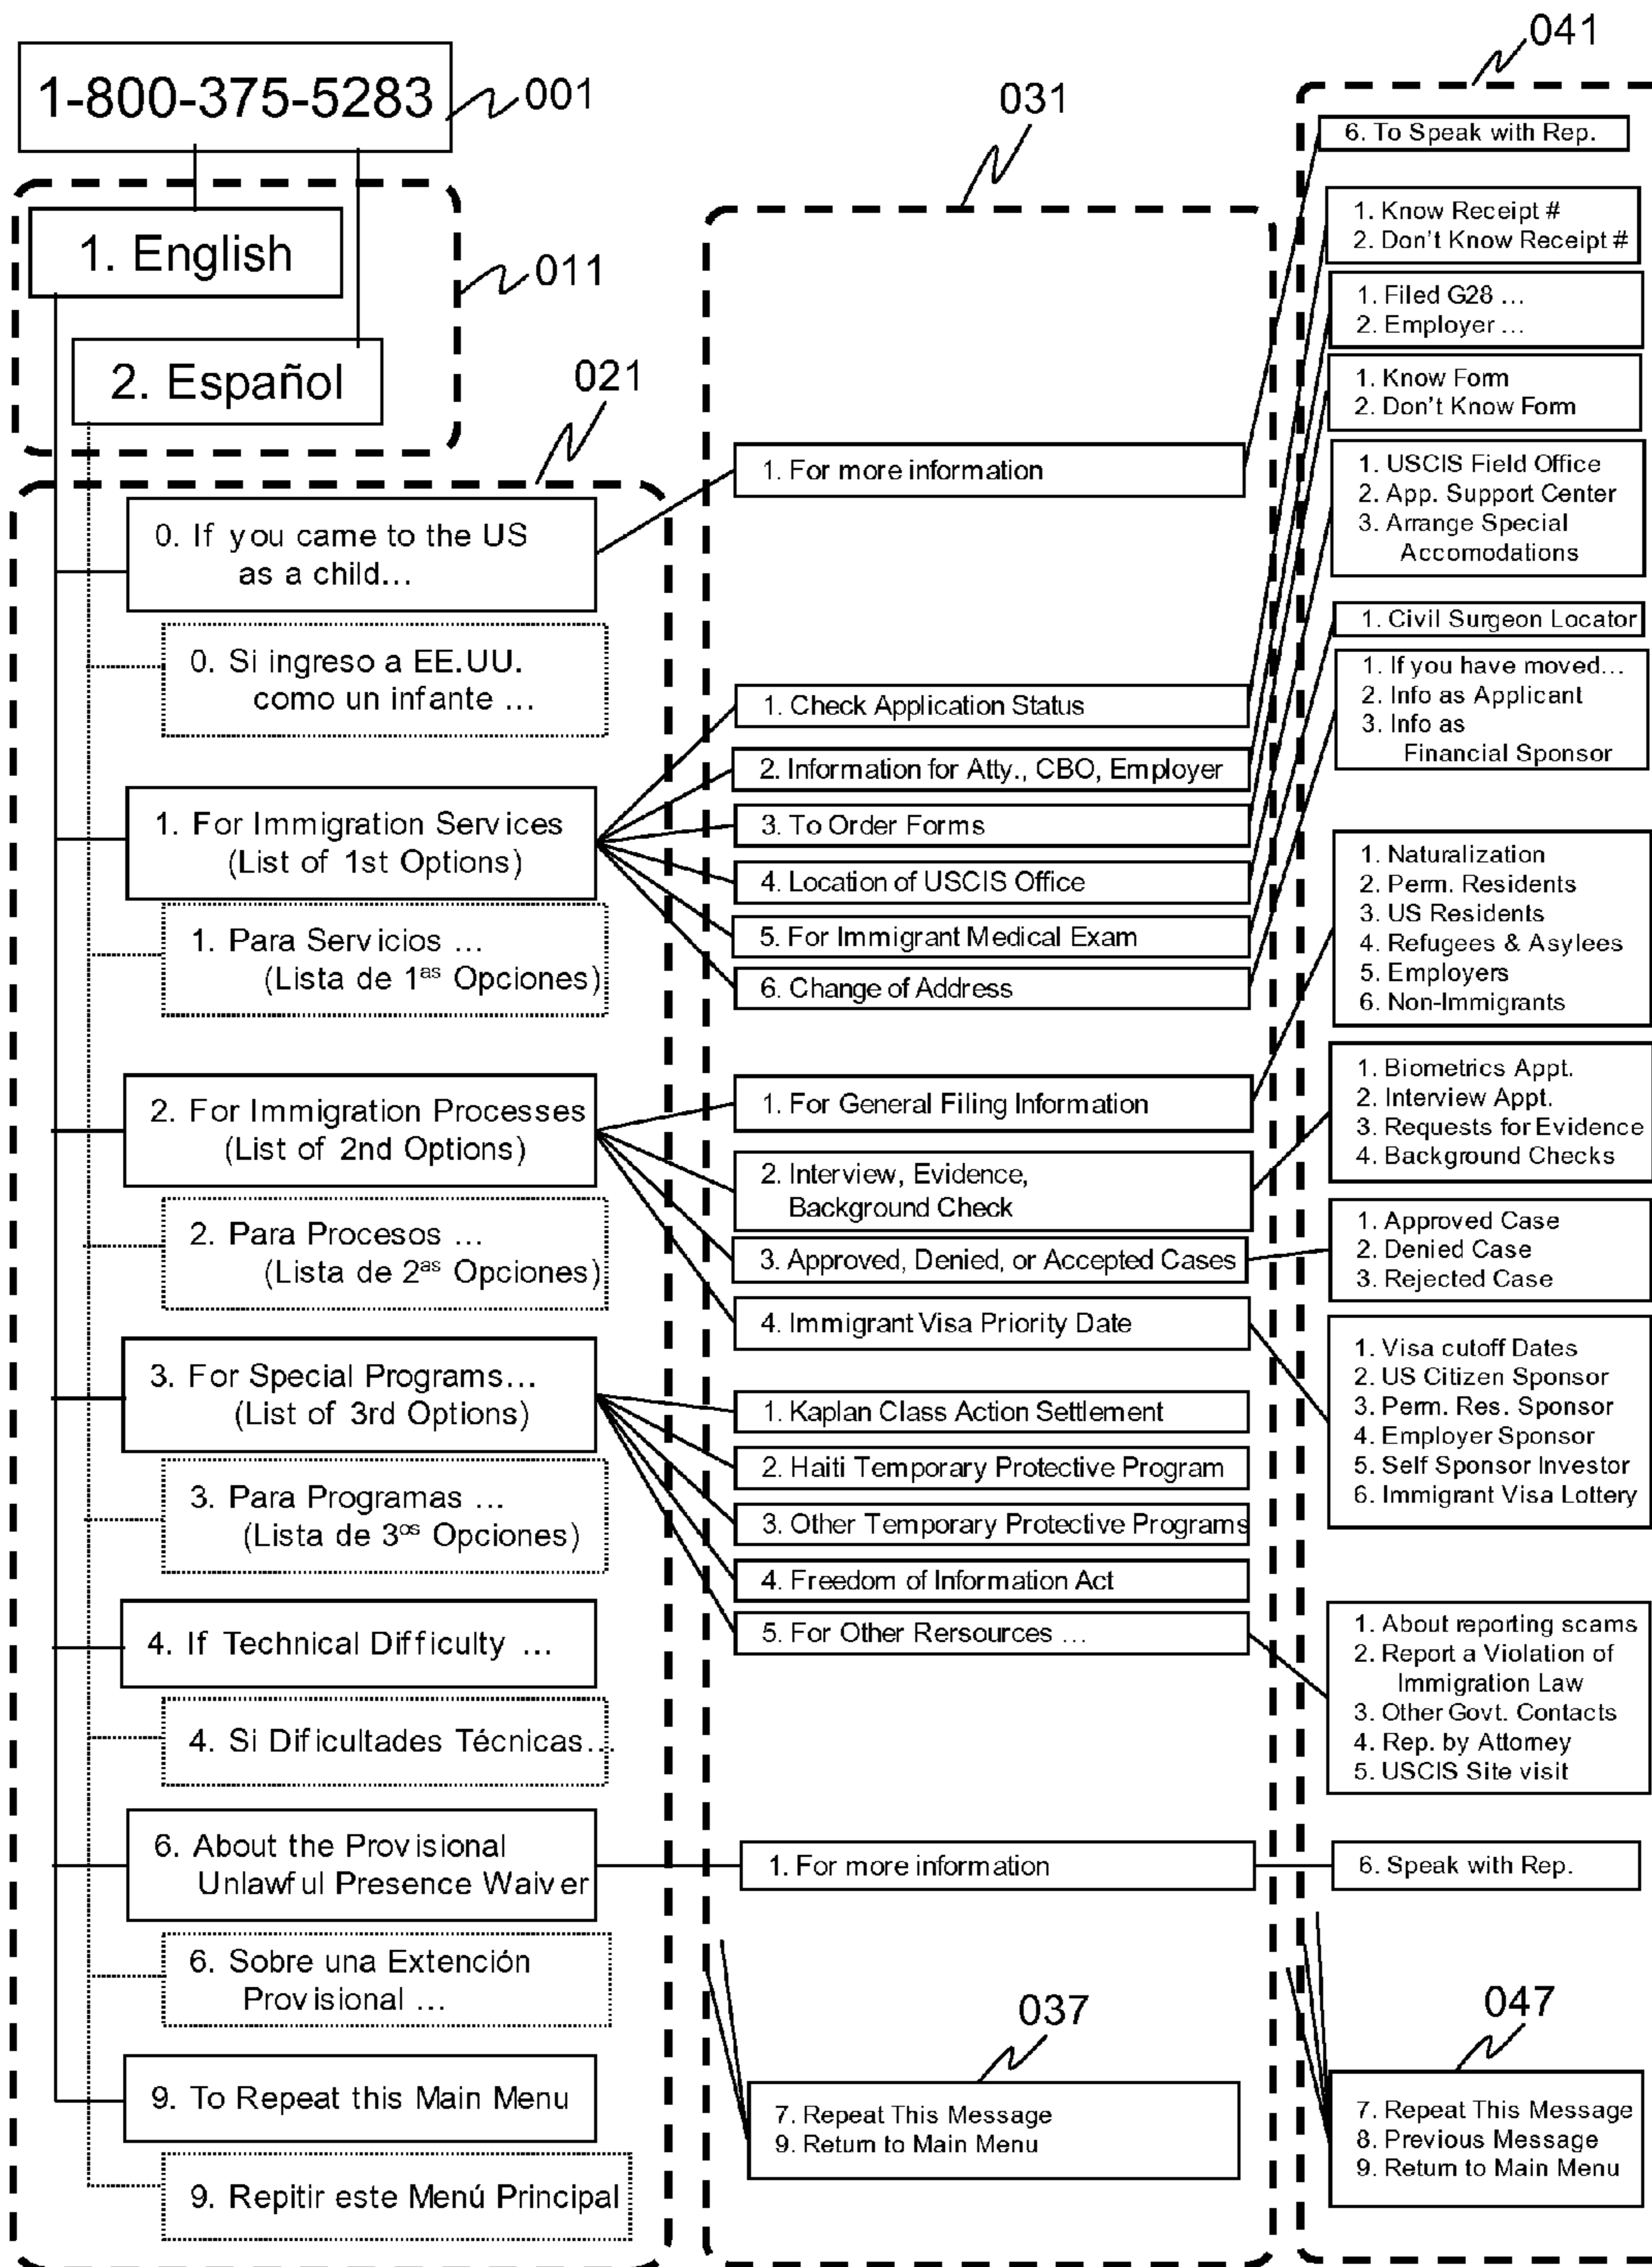 1-800-375-5283
001
011
1. English
2. Español
021
0. If you came to the US
as a child...
0. Si ingreso a EE.UU.
como un infante ...
1. For Immigration Services
(List of 1st Options)
1. Para Servicios ...
(Lista de 1as Opciones)
2. For Immigration Processes
(List of 2nd Options)
2. Para Procesos ...
(Lista de 2as Opciones)
3. For Special Programs...
(List of 3rd Options)
3. Para Programas ...
(Lista de 3os Opciones)
4. If Technical Difficulty ...
4. Si Dificultades Técnicas...
6. About the Provisional
Unlawful Presence Waiver
6. Sobre una Extención
Provisional ...
9. To Repeat this Main Menu
9. Repitir este Menú Principal
031
1. For more information
1. Check Application Status
2. Information for Atty., CBO, Employer
3. To Order Forms
4. Location of USCIS Office
5. For Immigrant Medical Exam
6. Change of Address
1. For General Filing Information
2. Interview, Evidence,
Background Check
3. Approved, Denied, or Accepted Cases
4. Immigrant Visa Priority Date
1. Kaplan Class Action Settlement
2. Haiti Temporary Protective Program
3. Other Temporary Protective Programs
4. Freedom of Information Act
5. For Other Rersources ...
1. For more information
037
7. Repeat This Message
9. Return to Main Menu
041
6. To Speak with Rep.
1. Know Receipt #
2. Don't Know Receipt #
1. Filed G28 ...
2. Employer ...
1. Know Form
2. Don't Know Form
1. USCIS Field Office
2. App. Support Center
3. Arrange Special
Accomodations
1. Civil Surgeon Locator
1. If you have moved...
2. Info as Applicant
3. Info as
Financial Sponsor
1. Naturalization
2. Perm. Residents
3. US Residents
4. Refugees & Asylees
5. Employers
6. Non-Immigrants
1. Biometrics Appt.
2. Interview Appt.
3. Requests for Evidence
4. Background Checks
1. Approved Case
2. Denied Case
3. Rejected Case
1. Visa cutoff Dates
2. US Citizen Sponsor
3. Perm. Res. Sponsor
4. Employer Sponsor
5. Self Sponsor Investor
6. Immigrant Visa Lottery
1. About reporting scams
2. Report a Violation of
Immigration Law
3. Other Govt. Contacts
4. Rep. by Attorney
5. USCIS Site visit
6. Speak with Rep.
047
7. Repeat This Message
8. Previous Message
9. Return to Main Menu